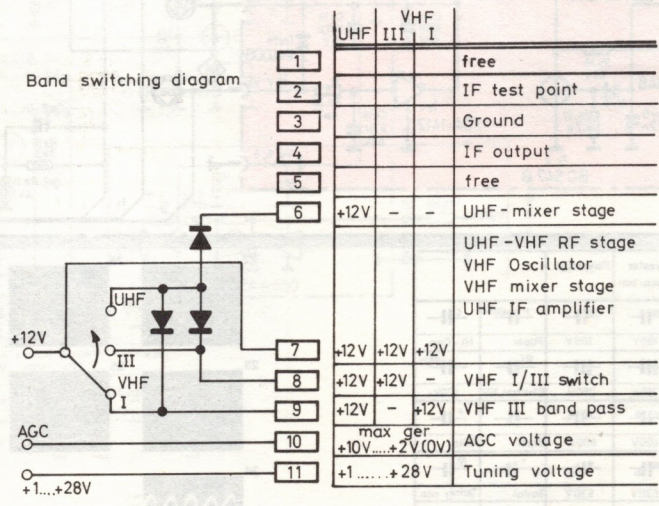 VHF
UHF III I
Band switching diagram
1 free
2 IF test point
3 Ground
4 IF output
5 free
6 +12V – – UHF-mixer stage
UHF-VHF RF stage
VHF Oscillator
VHF mixer stage
UHF IF amplifier
UHF
+12V
III
VHF
I
7 +12V +12V +12V
8 +12V +12V – VHF I/III switch
9 +12V – +12V VHF III band pass
AGC
10 max ger
+10V.....+2V(0V) AGC voltage
11 +1......+28V Tuning voltage
+1....+28V